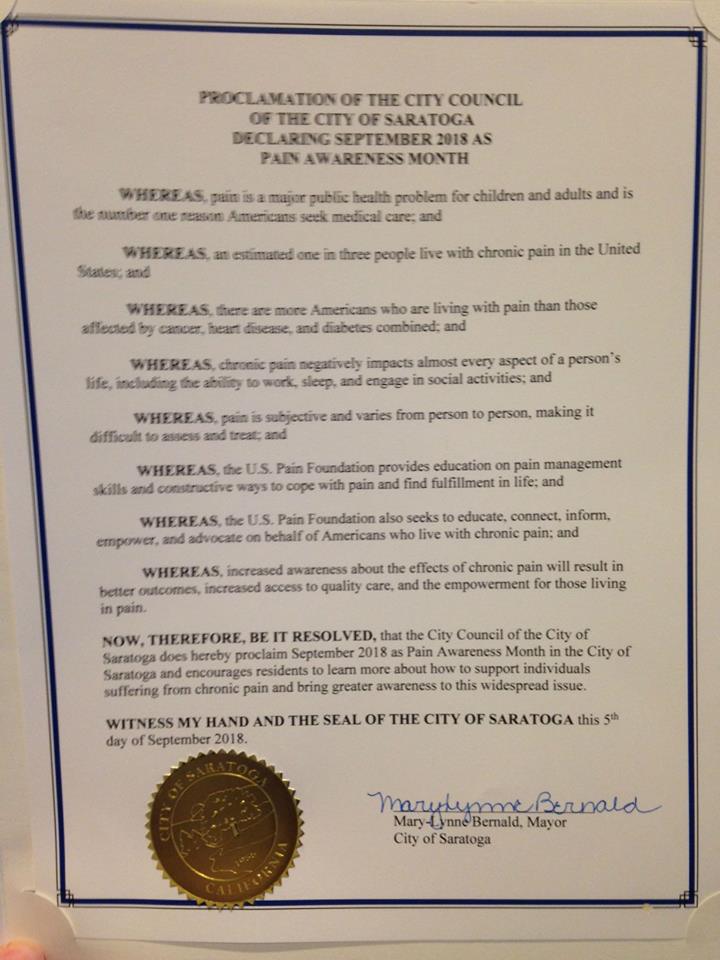 PROCLAMATION OF THE CITY COUNCIL
OF THE CITY OF SARATOGA
DECLARING SEPTEMBER 2018 AS
PAIN AWARENESS MONTH
WHEREAS, pain is a major public health problem for children and adults and is
the number one reason Americans seek medical care; and
WHEREAS, an estimated one in three people live with chronic pain in the United
States; and
WHEREAS, there are more Americans who are living with pain than those
affected by cancer, heart disease, and diabetes combined; and
WHEREAS, chronic pain negatively impacts almost every aspect of a person's
life, including the ability to work, sleep, and engage in social activities; and
WHEREAS, pain is subjective and varies from person to person, making it
difficult to assess and treat; and
WHEREAS, the U.S. Pain Foundation provides education on pain management
skills and constructive ways to cope with pain and find fulfillment in life; and
WHEREAS, the U.S. Pain Foundation also seeks to educate, connect, inform,
empower, and advocate on behalf of Americans who live with chronic pain; and
WHEREAS, increased awareness about the effects of chronic pain will result in
better outcomes, increased access to quality care, and the empowerment for those living
in pain.
NOW, THEREFORE, BE IT RESOLVED, that the City Council of the City of
Saratoga does hereby proclaim September 2018 as Pain Awareness Month in the City of
Saratoga and encourages residents to learn more about how to support individuals
suffering from chronic pain and bring greater awareness to this widespread issue.
WITNESS MY HAND AND THE SEAL OF THE CITY OF SARATOGA this 5th
day of September 2018.
CITY OF SARATOGA
1956
CALIFORNIA
MaryLynne Bernald
Mary-Lynne Bernald, Mayor
City of Saratoga